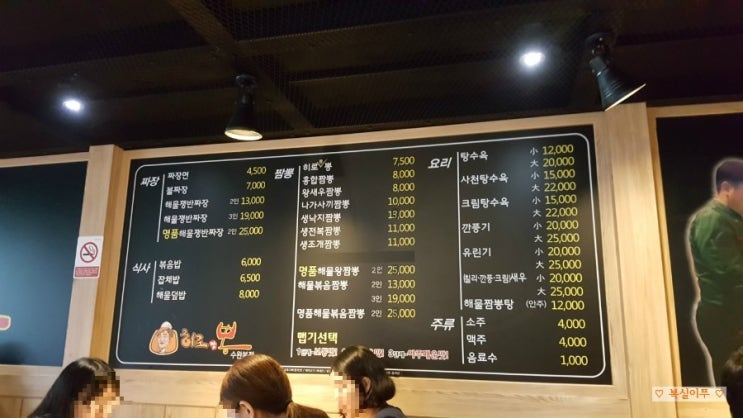 짜장
짜장면 4,500
불짜장 7,000
해물쟁반짜장 2인 13,000
해물쟁반짜장 3인 19,000
명품해물쟁반짜장 2인 25,000
식사
볶음밥 6,000
잡채밥 6,500
해물덮밥 8,000
히로 뽕
수원본점
짬뽕
히로 뽕 7,500
홍합짬뽕 8,000
왕새우짬뽕 8,000
나가사끼짬뽕 10,000
생낙지짬뽕
생전복짬뽕 11,000
생조개짬뽕 11,000
명품해물왕짬뽕 2인 25,000
해물볶음짬뽕 2인 13,000
3인 19,000
명품해물볶음짬뽕 2인 25,000
맵기선택
요리
탕수육 小 12,000
大 20,000
사천탕수육 小 15,000
大 22,000
크림탕수육 小 15,000
大 22,000
깐풍기 小 20,000
大 25,000
유린기 小 20,000
大 25,000
(칠리·깐풍·크림)새우 小 20,000
大 25,000
해물짬뽕탕 (안주) 12,000
주류
소주 4,000
맥주 4,000
음료수 1,000
♡ 복실이푸 ♡